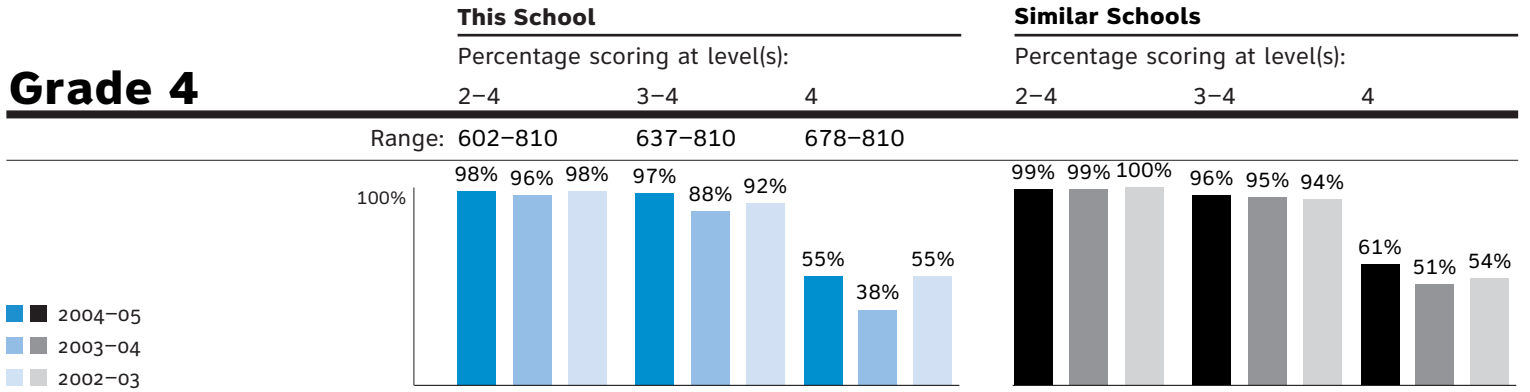 This School Similar Schools
Percentage scoring at level(s): Percentage scoring at level(s):
Grade 4
2–4 3–4 4 2–4 3–4 4
Range: 602–810 637–810 678–810
98% 96% 98% 97% 88% 92% 55% 38% 55% 99% 99% 100% 96% 95% 94% 61% 51% 54%
100%
2004–05
2003–04
2002–03